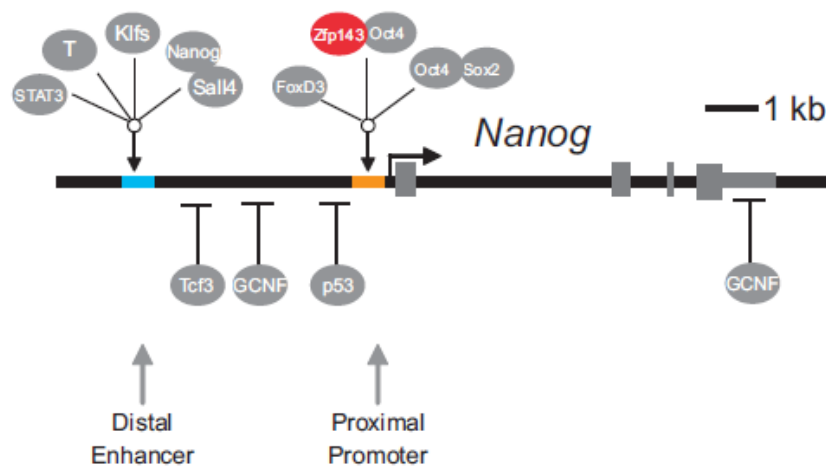 Klfs
Zfp143 Oct4
T
Nanog
Oct4 Sox2
STAT3
Sall4
FoxD3
1 kb
Nanog
Tcf3 GCNF p53 GCNF
Distal
Enhancer
Proximal
Promoter